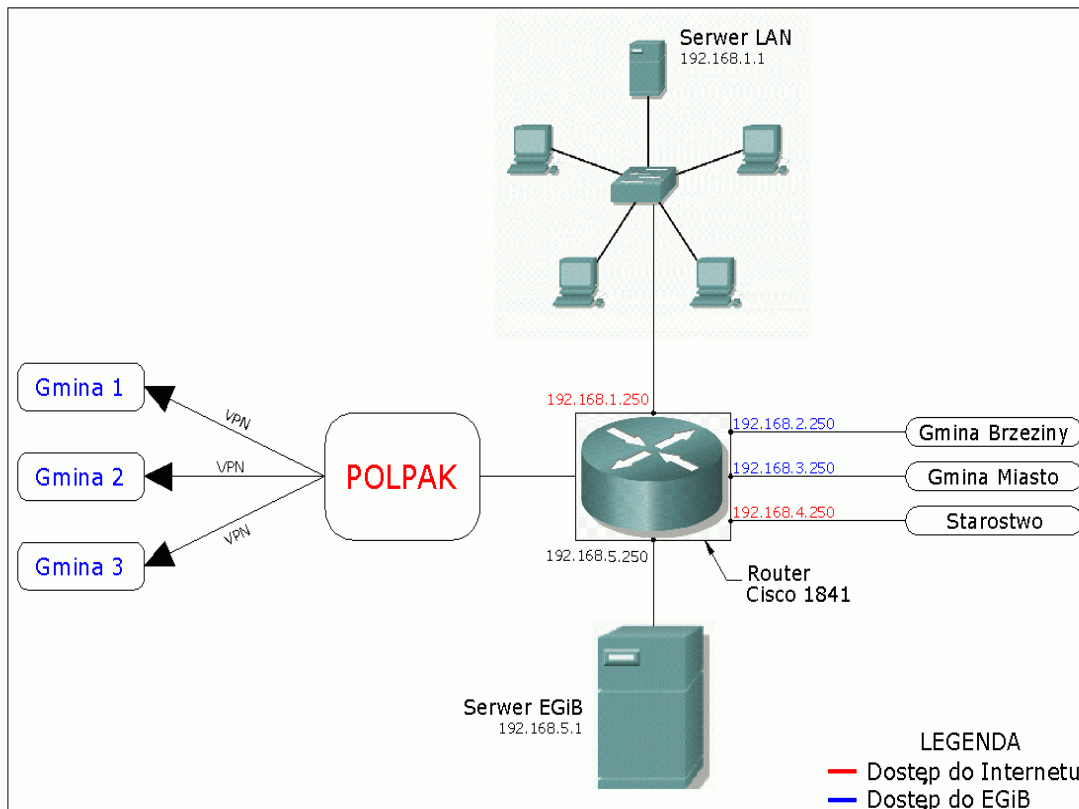 Serwer LAN
192.168.1.1
Gmina 1
Gmina 2
Gmina 3
VPN
VPN
VPN
POLPAK
192.168.1.250
192.168.2.250
192.168.3.250
192.168.4.250
192.168.5.250
Gmina Brzeziny
Gmina Miasto
Starostwo
Router
Cisco 1841
Serwer EGiB
192.168.5.1
LEGENDA
Dostęp do Internetu
Dostęp do EGiB